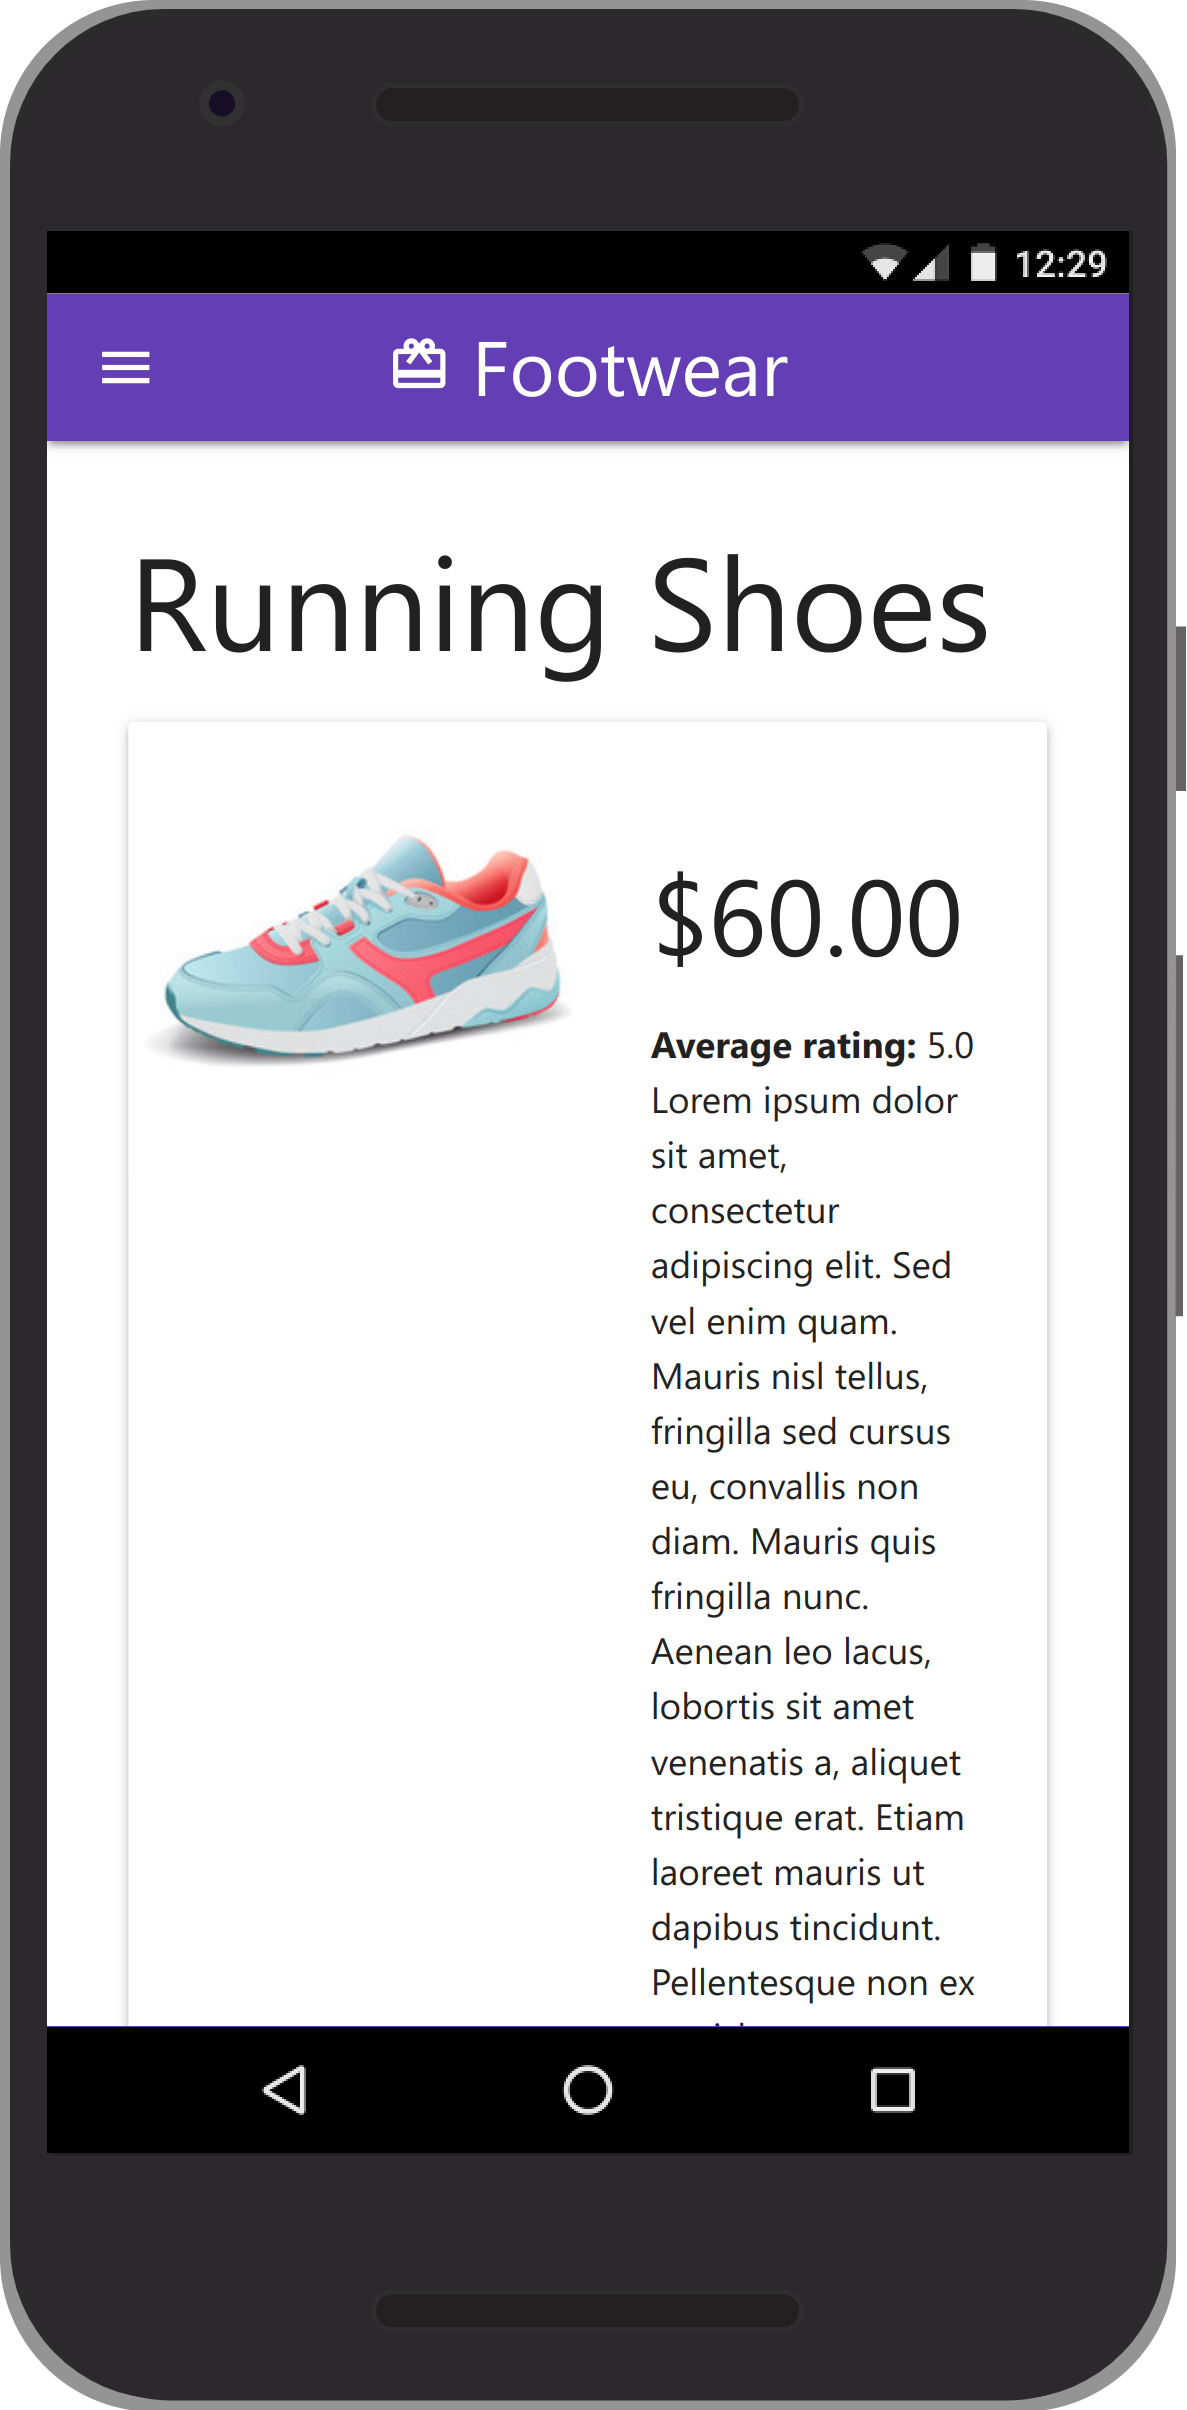 12:29
Footwear
Running Shoes
$60.00
Average rating: 5.0
Lorem ipsum dolor
sit amet,
consectetur
adipiscing elit. Sed
vel enim quam.
Mauris nisl tellus,
fringilla sed cursus
eu, convallis non
diam. Mauris quis
fringilla nunc.
Aenean leo lacus,
lobortis sit amet
venenatis a, aliquet
tristique erat. Etiam
laoreet mauris ut
dapibus tincidunt.
Pellentesque non ex